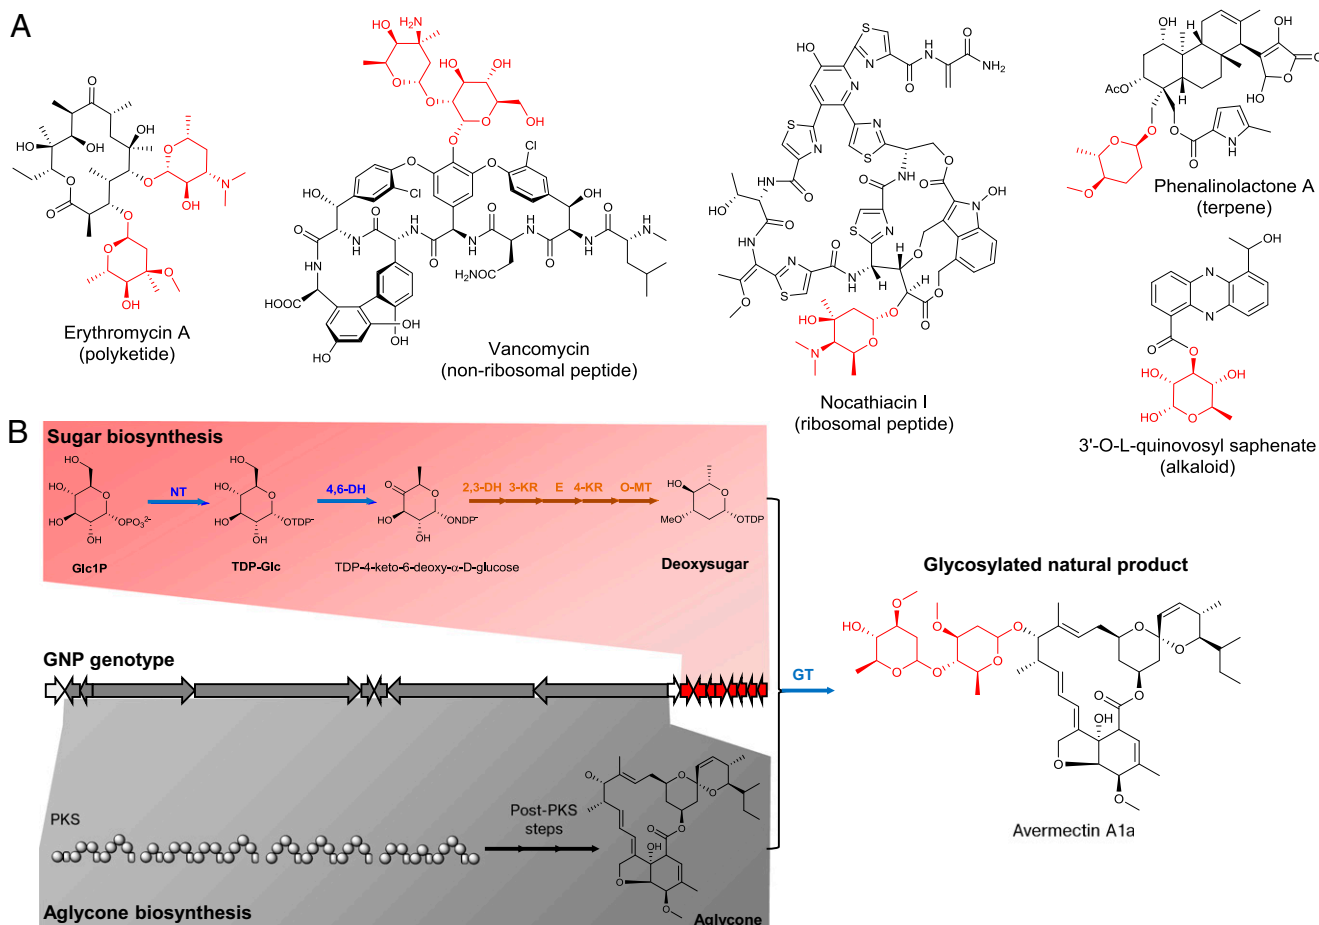 A
Erythromycin A
(polyketide)
Vancomycin
(non-ribosomal peptide)
Nocathiacin I
(ribosomal peptide)
Phenalinolactone A
(terpene)
3'-O-L-quinovosyl saphenate
(alkaloid)
B
Sugar biosynthesis
NT
4,6-DH
2,3-DH 3-KR E 4-KR O-MT
Glc1P
TDP-Glc
TDP-4-keto-6-deoxy-α-D-glucose
Deoxysugar
GNP genotype
GT
Glycosylated natural product
Avermectin A1a
PKS
Post-PKS
steps
Aglycone
Aglycone biosynthesis